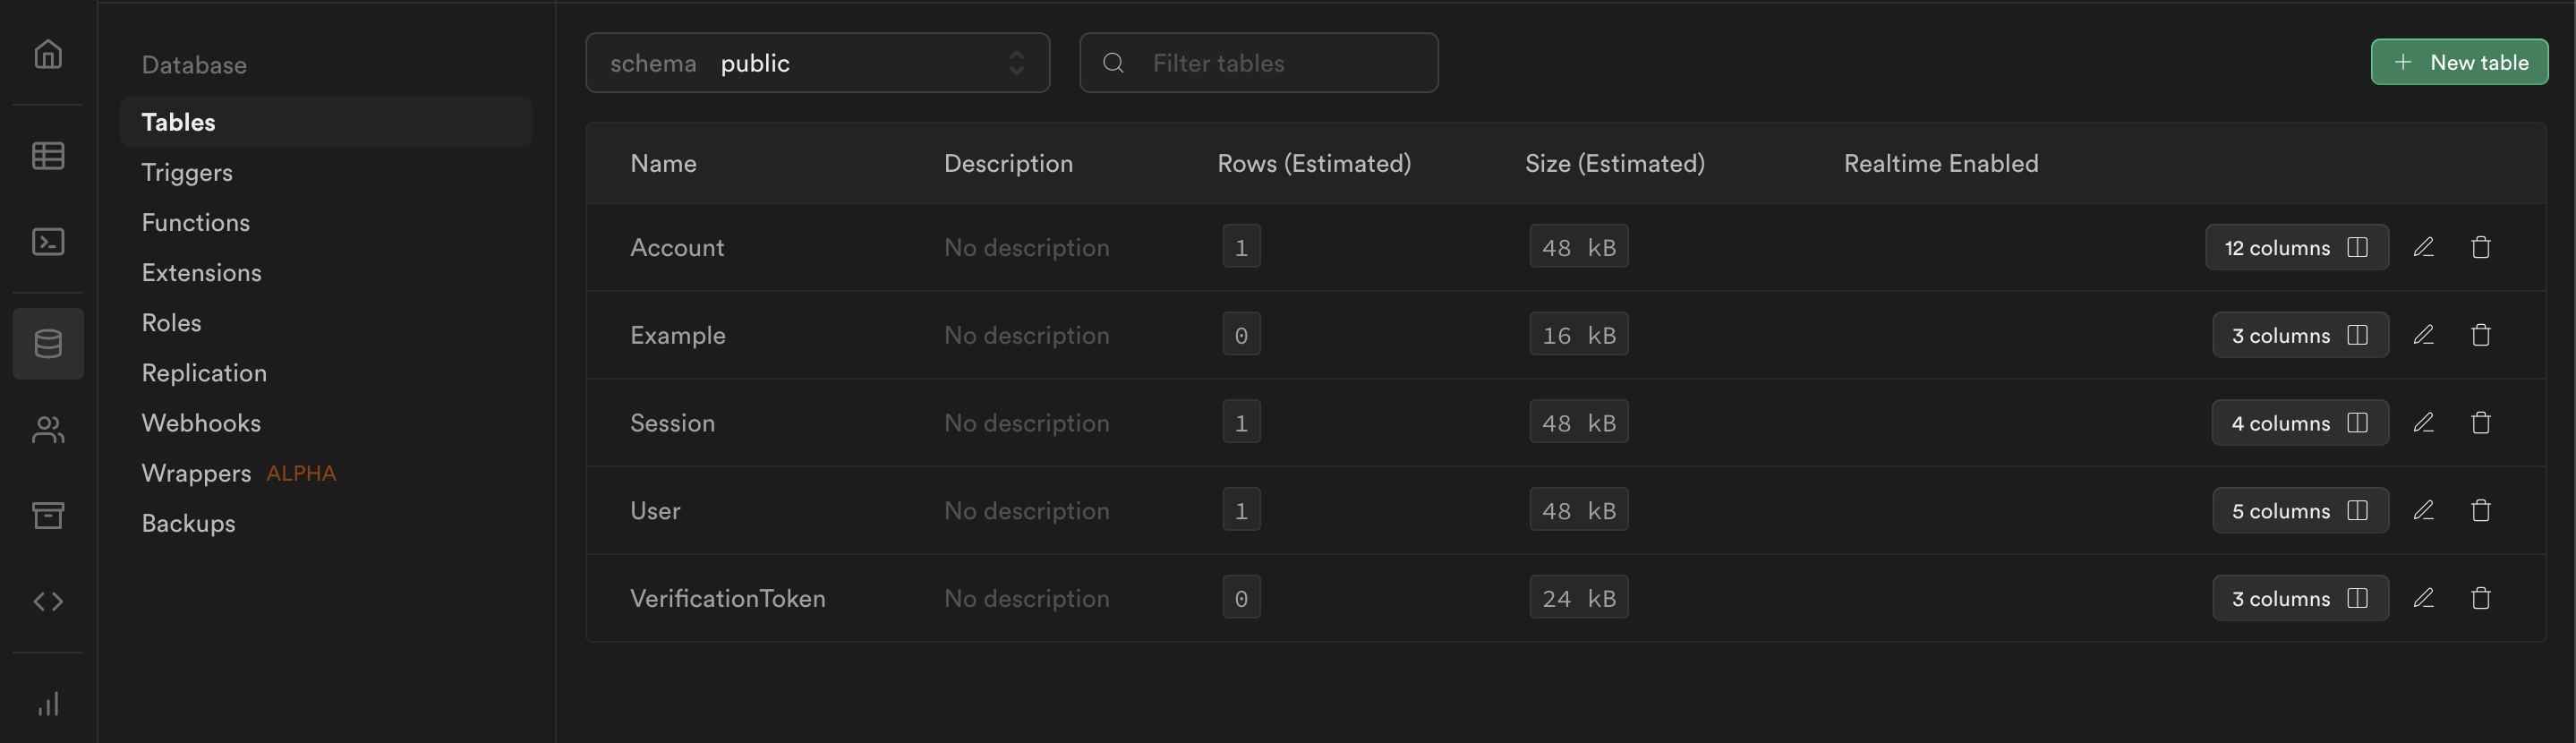 Database
Tables
Triggers
Functions
Extensions
Roles
Replication
Webhooks
Wrappers ALPHA
Backups
schema public
Filter tables
New table
Name Description Rows (Estimated) Size (Estimated) Realtime Enabled
Account No description 1 48 kB 12 columns
Example No description 0 16 kB 3 columns
Session No description 1 48 kB 4 columns
User No description 1 48 kB 5 columns
VerificationToken No description 0 24 kB 3 columns